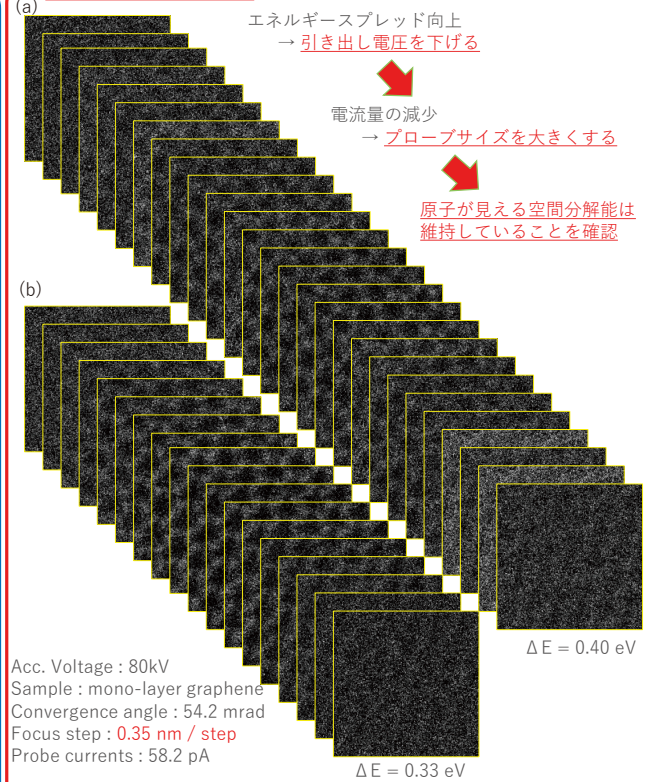 (a)
エネルギースプレッド向上
→ 引き出し電圧を下げる
電流量の減少
→ プローブサイズを大きくする
原子が見える空間分解能は
維持していることを確認
(b)
ΔE = 0.40 eV
Acc. Voltage : 80kV
Sample : mono-layer graphene
Convergence angle : 54.2 mrad
Focus step : 0.35 nm / step
Probe currents : 58.2 pA
ΔE = 0.33 eV